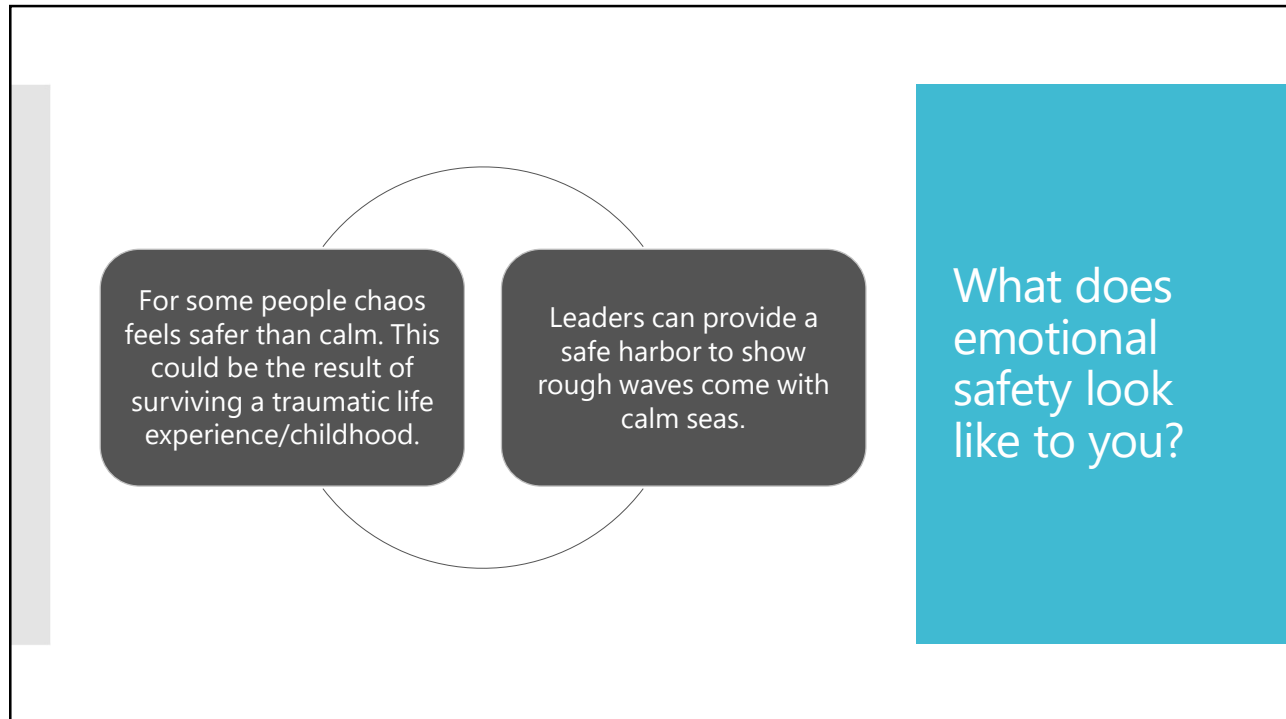 For some people chaos
feels safer than calm. This
could be the result of
surviving a traumatic life
experience/childhood.
Leaders can provide a
safe harbor to show
rough waves come with
calm seas.
What does
emotional
safety look
like to you?